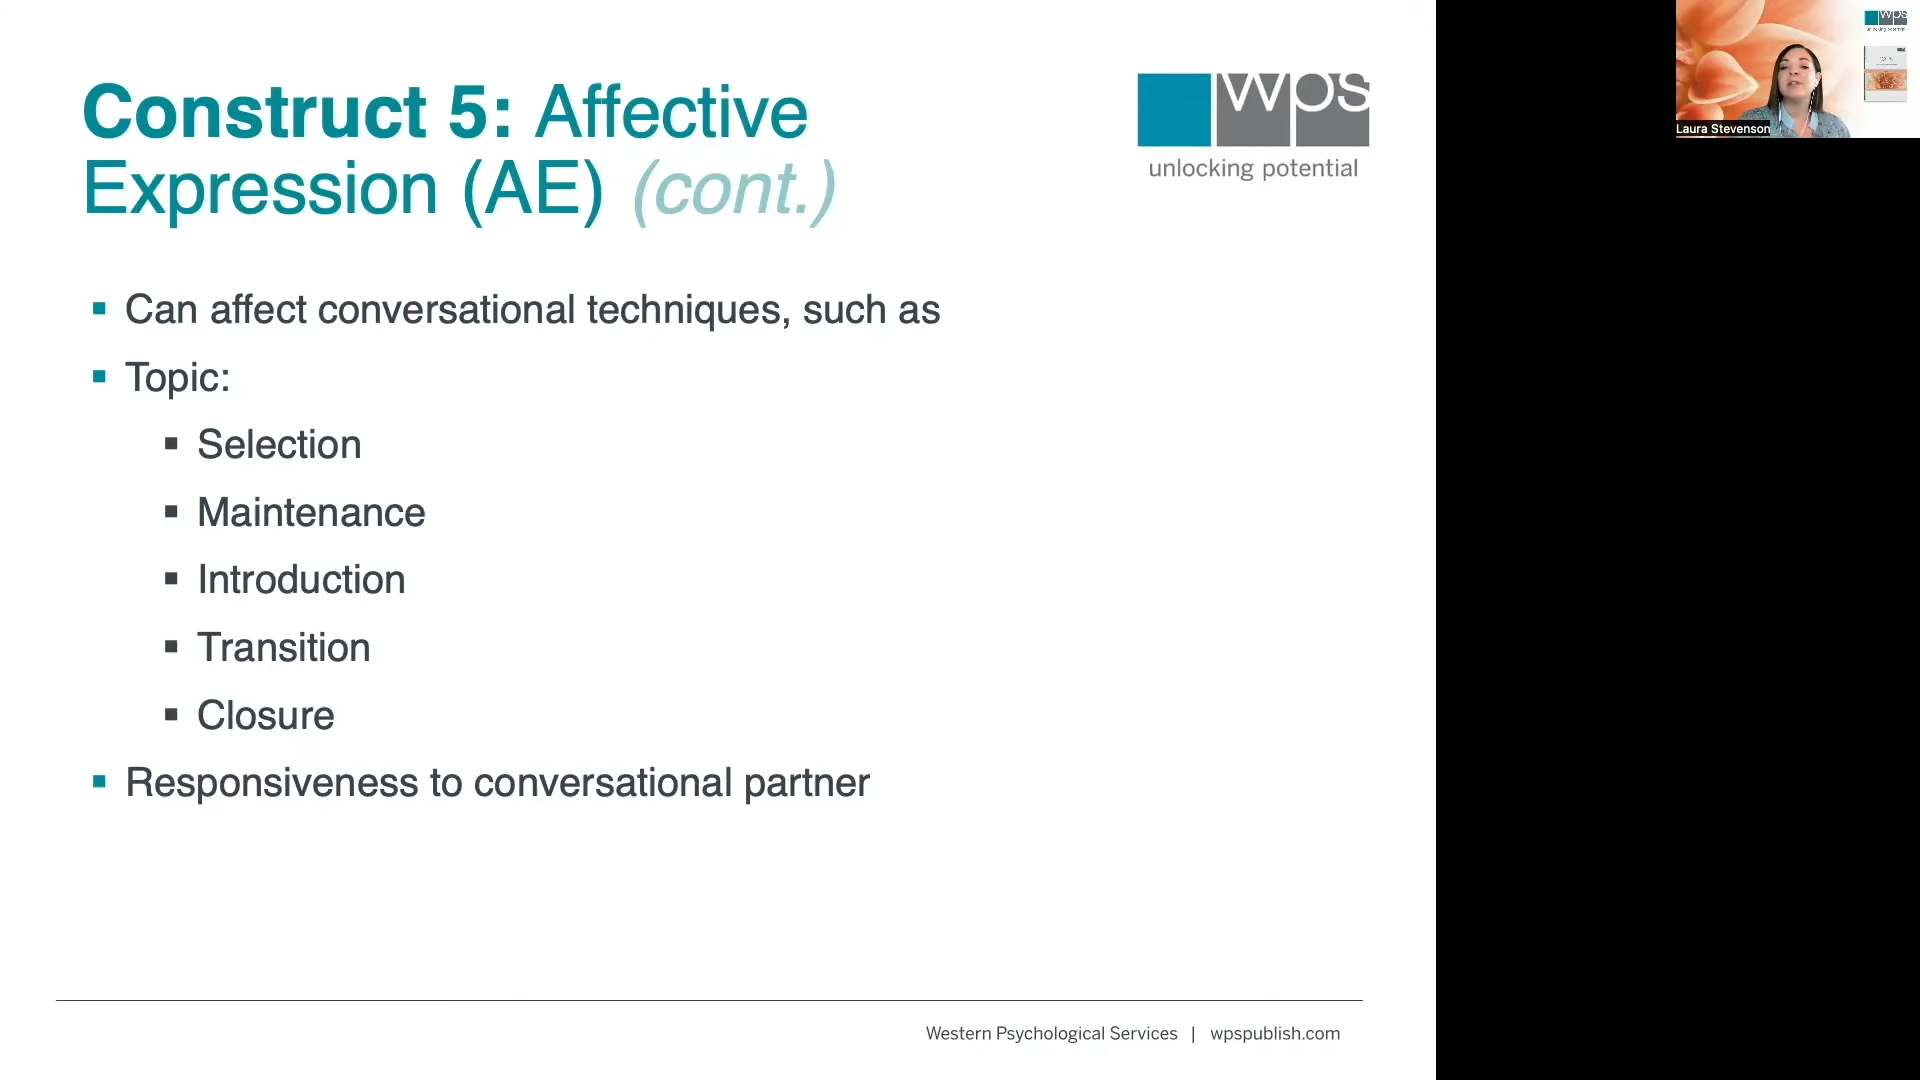 Construct 5: Affective
Expression (AE) (cont.)
wps
unlocking potential
Can affect conversational techniques, such as
Topic:
Selection
Maintenance
Introduction
Transition
Closure
Responsiveness to conversational partner
Western Psychological Services | wpspublish.com
Laura Stevenson
wps